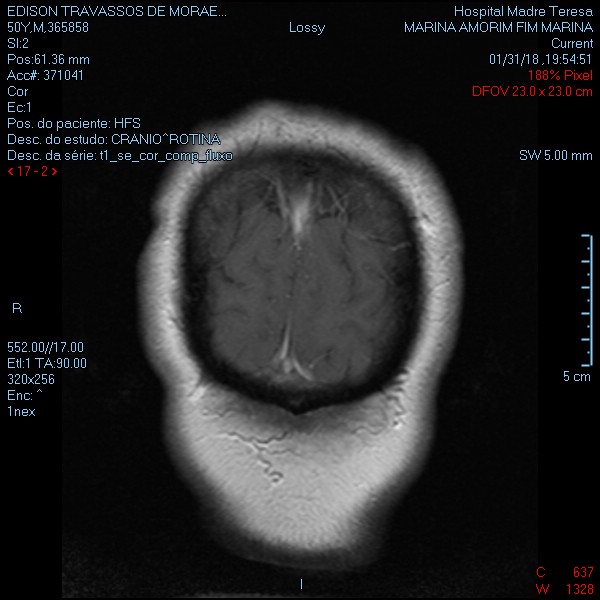 EDISON TRAVASSOS DE MORAE...
50Y,M,365858
Sl:2
Pos:61.36 mm
Acc#: 371041
Cor
Ec:1
Pos. do paciente: HFS
Desc. do estudo: CRANIO^ROTINA
Desc. da série: t1_se_cor_comp_fluxo
< 17 - 2 >
Lossy
Hospital Madre Teresa
MARINA AMORIM FIM MARINA
Current
01/31/18 ,19:54:51
188% Pixel
DFOV 23.0 x 23.0 cm
SW 5.00 mm
R
552.00//17.00
Etl:1 TA:90.00
320x256
Enc: ^
1nex
5 cm
I
C 637
W 1328